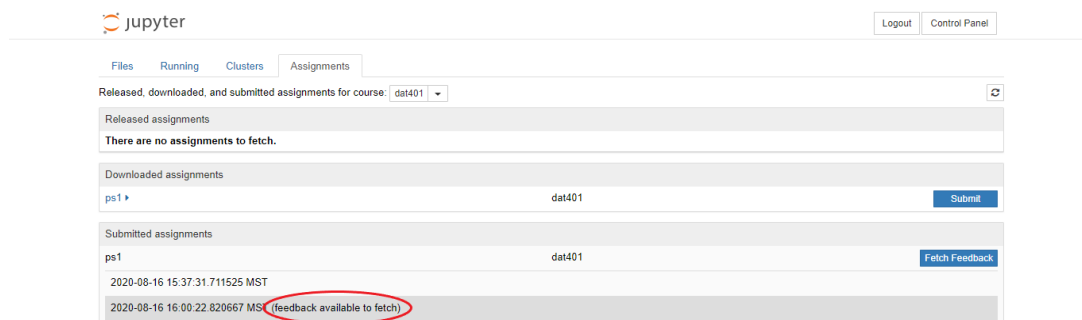 jupyter
Logout Control Panel
Files Running Clusters Assignments
Released, downloaded, and submitted assignments for course: dat401
Released assignments
There are no assignments to fetch.
Downloaded assignments
ps1 dat401 Submit
Submitted assignments
ps1 dat401 Fetch Feedback
2020-08-16 15:37:31.711525 MST
2020-08-16 16:00:22.820667 MST (feedback available to fetch)